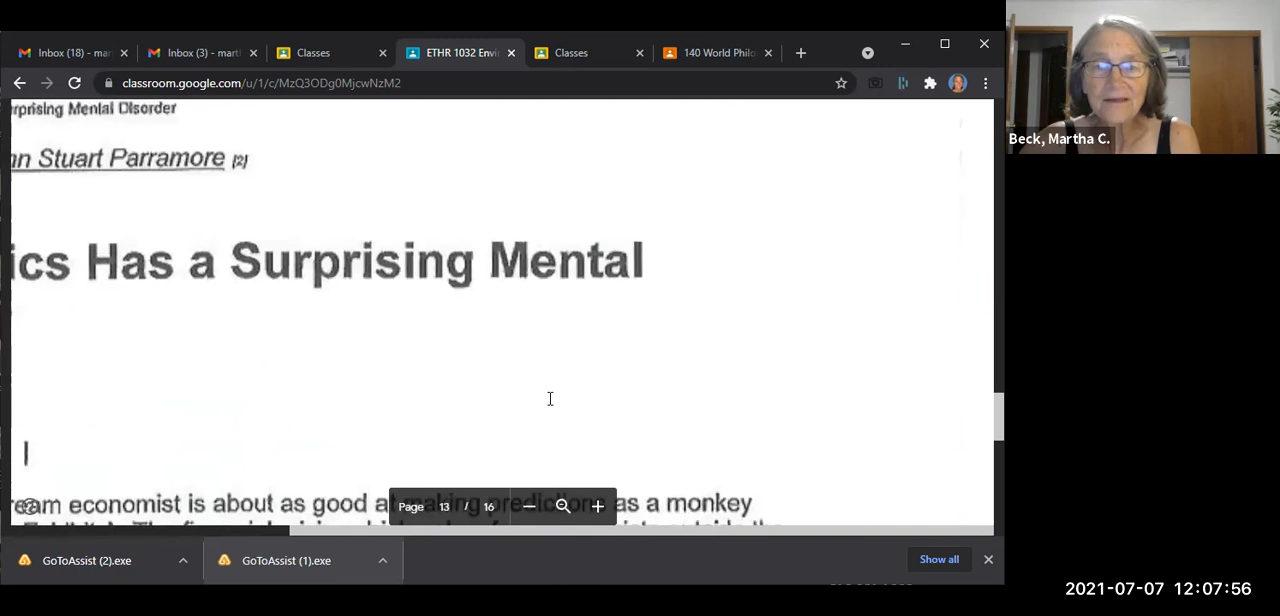 Inbox (18) - mar
Inbox (3) - mart
Classes
ETHR 1032 Envi
Classes
140 World Philo
classroom.google.com/u/1/c/MzQ3ODg0MjcwNzM2
Beck, Martha C.
rprising Mental Disorder
nn Stuart Parramore [2]
ics Has a Surprising Mental
ream economist is about as good at making predictions as a monkey
Page 13 / 16
GoToAssist (2).exe
GoToAssist (1).exe
Show all
2021-07-07 12:07:56